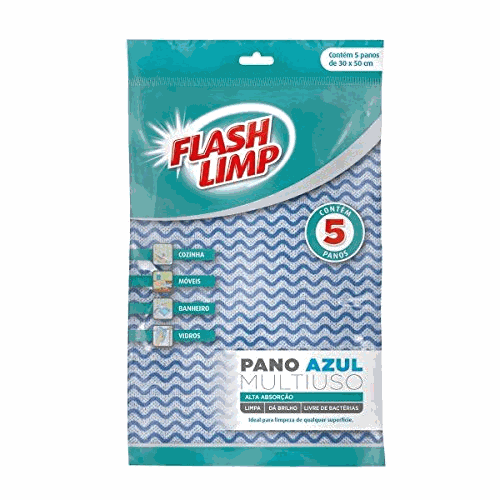 Contém 5 panos
de 30 x 50 cm
FLASH
LIMP
CONTÉM
5
PANOS
COZINHA
MÓVEIS
BANHEIRO
VIDROS
PANO AZUL
MULTIUSO
ALTA ABSORÇÃO
LIMPA DÁ BRILHO LIVRE DE BACTÉRIAS
Ideal para limpeza de qualquer superfície.